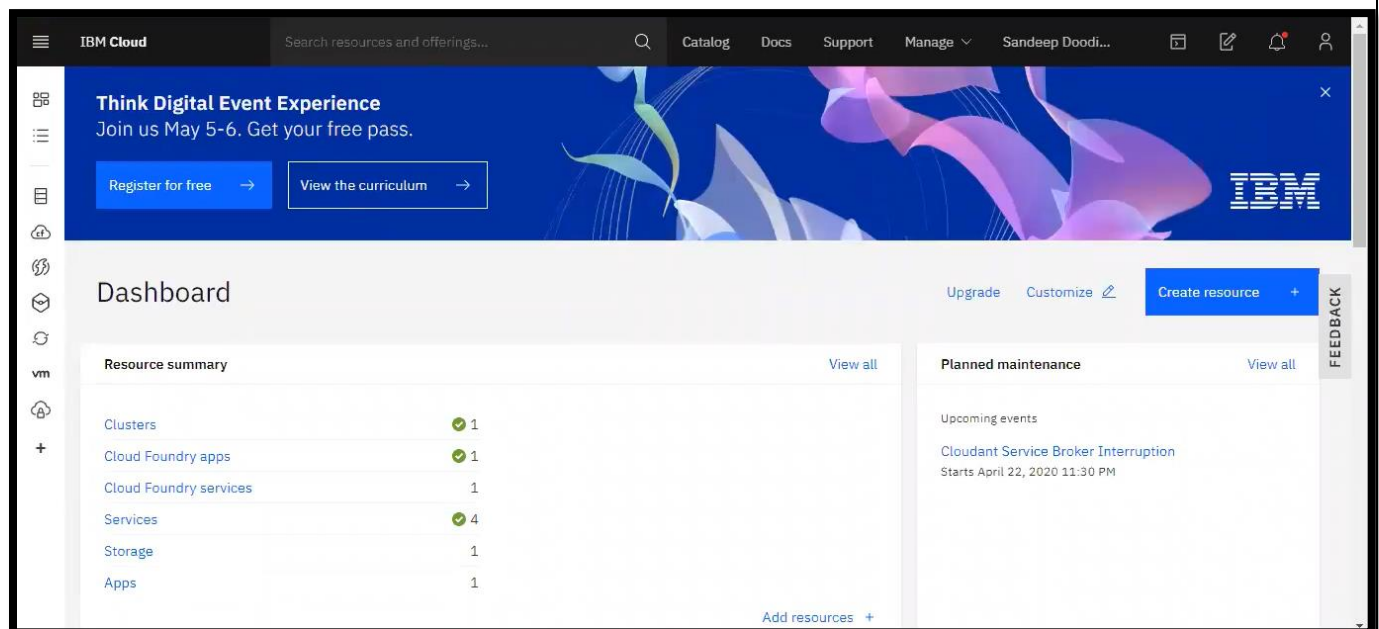 IBM Cloud Search resources and offerings... Catalog Docs Support Manage Sandeep Doodi...
Think Digital Event Experience
Join us May 5-6. Get your free pass.
Register for free → View the curriculum →
IBM
Dashboard Upgrade Customize Create resource +
FEEDBACK
Resource summary View all
Planned maintenance View all
Clusters 1
Cloud Foundry apps 1
Cloud Foundry services 1
Services 4
Storage 1
Apps 1
Add resources +
Upcoming events
Cloudant Service Broker Interruption
Starts April 22, 2020 11:30 PM
cf
vm
+